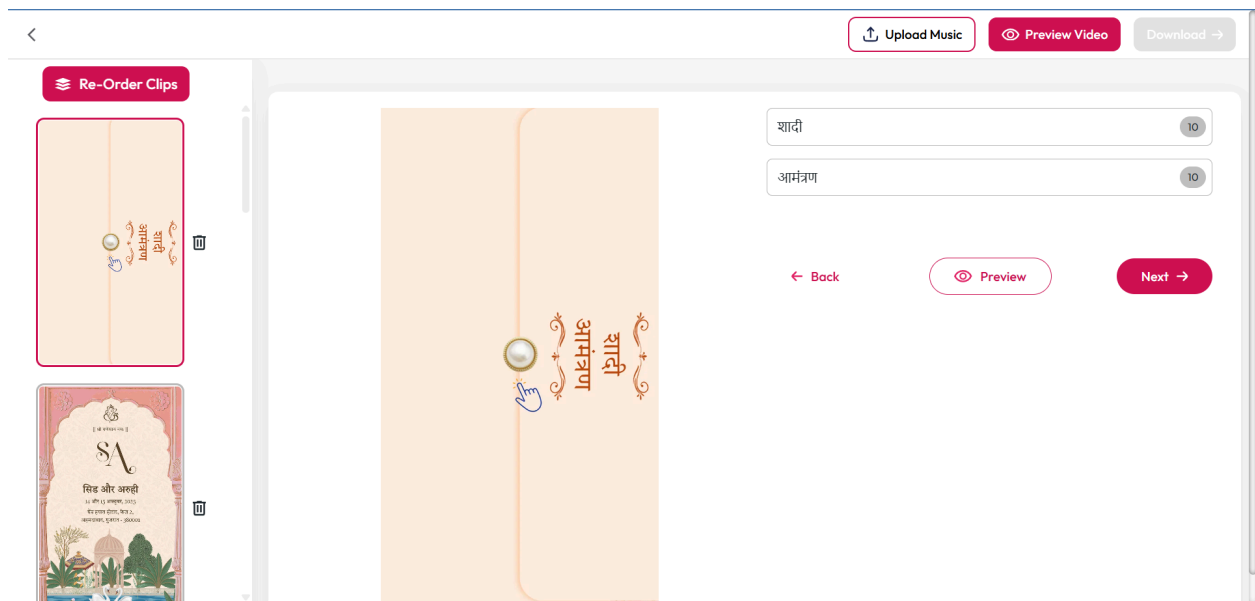 Upload Music
Preview Video
Download →
Re-Order Clips
शादी
आमंत्रण
SA
सिड और अरुही
शादी
आमंत्रण
शादी
10
आमंत्रण
10
← Back
Preview
Next →